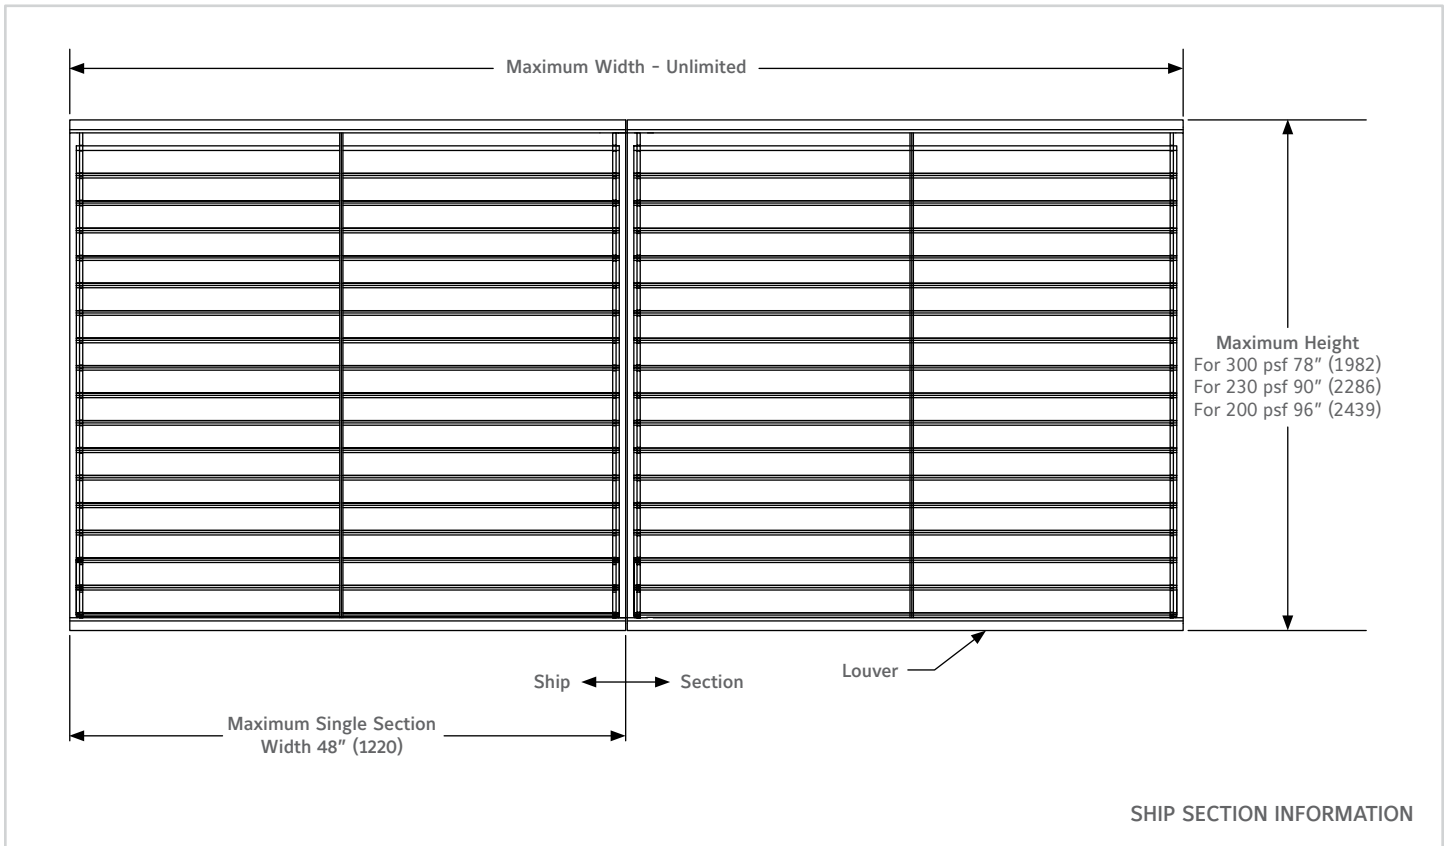 Maximum Width - Unlimited
Maximum Height
For 300 psf 78" (1982)
For 230 psf 90" (2286)
For 200 psf 96" (2439)
Ship
Section
Louver
Maximum Single Section
Width 48" (1220)
SHIP SECTION INFORMATION